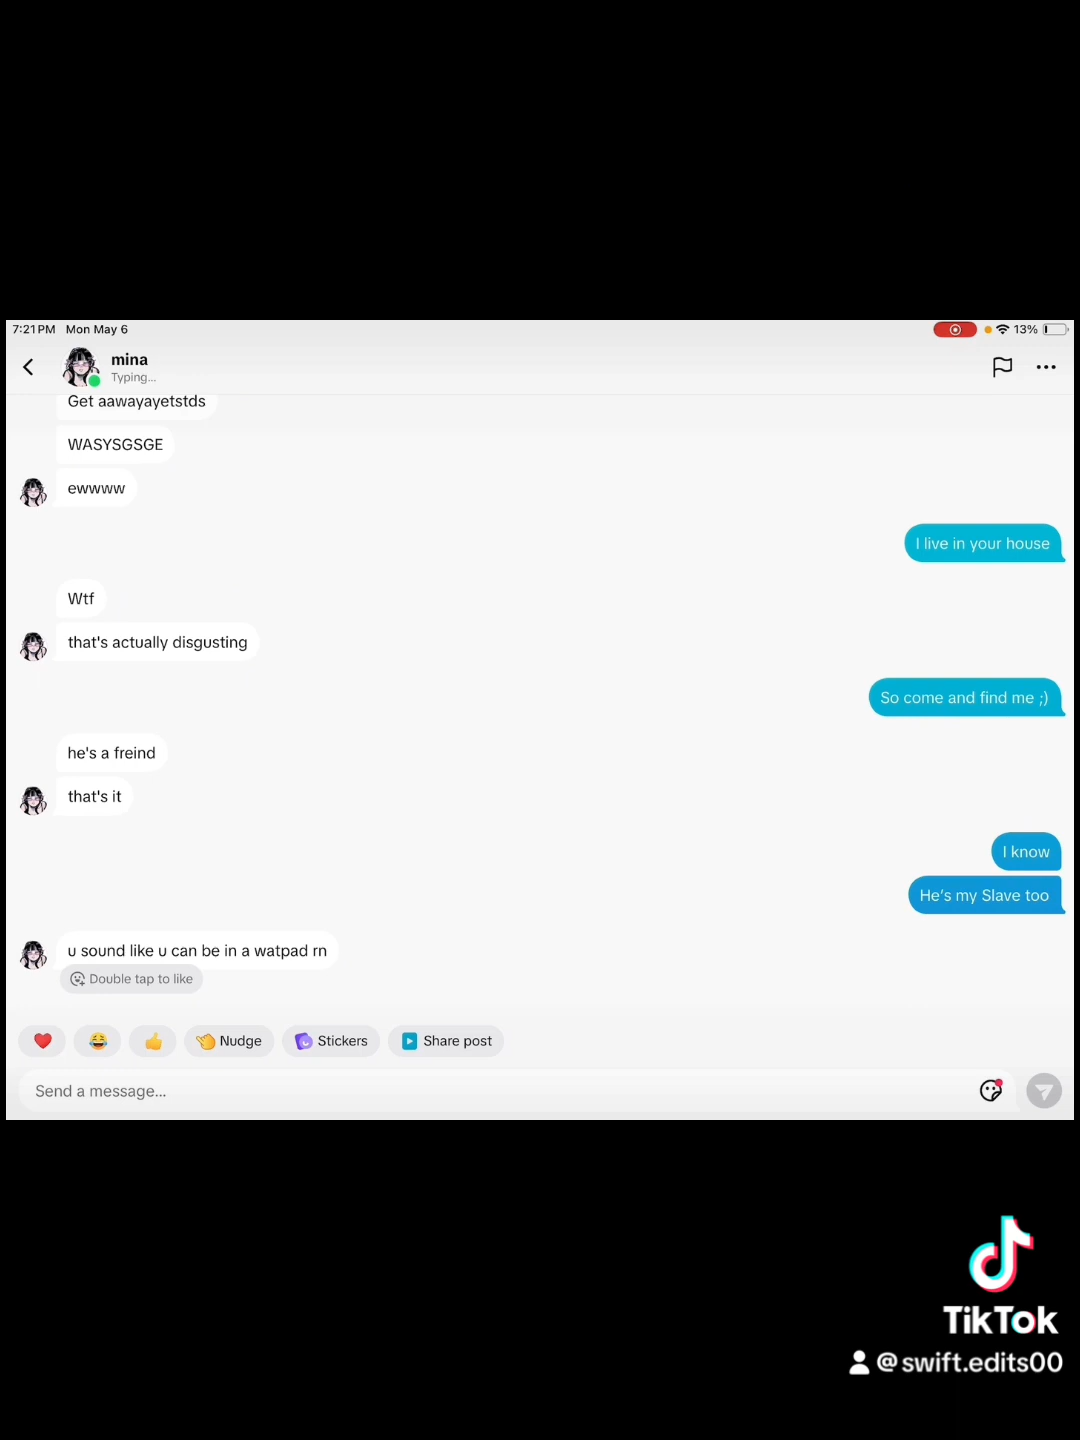 7:21 PM Mon May 6
13%
mina
Typing...
Get aawayayetstds
WASYSGSGE
ewwww
I live in your house
Wtf
that's actually disgusting
So come and find me ;)
he's a freind
that's it
I know
He's my Slave too
u sound like u can be in a watpad rn
Double tap to like
Nudge
Stickers
Share post
Send a message...
TikTok
@swift.edits00